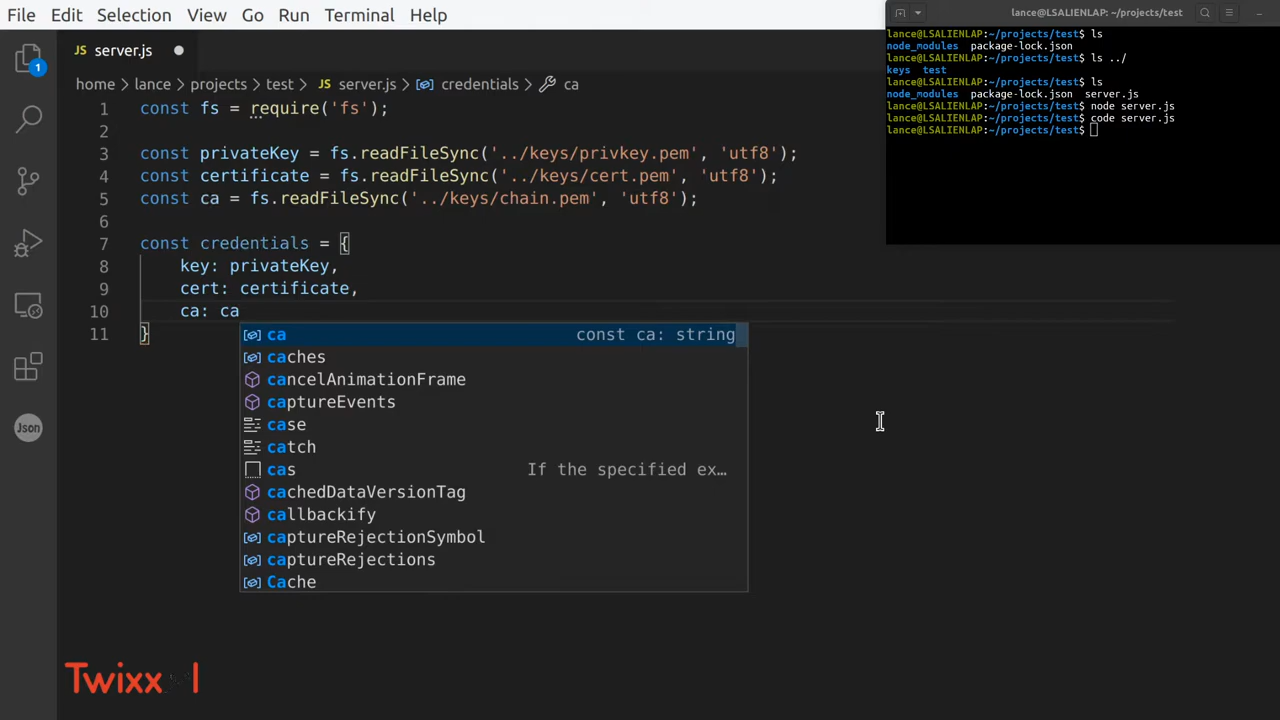 File Edit Selection View Go Run Terminal Help
JS server.js
home lance projects test JS server.js credentials ca
1 const fs = require('fs');
2
3 const privateKey = fs.readFileSync('../keys/privkey.pem', 'utf8');
4 const certificate = fs.readFileSync('../keys/cert.pem', 'utf8');
5 const ca = fs.readFileSync('../keys/chain.pem', 'utf8');
6
7 const credentials = {
8 key: privateKey,
9 cert: certificate,
10 ca: ca
11 }
ca const ca: string
caches
cancelAnimationFrame
captureEvents
case
catch
cas If the specified ex…
cachedDataVersionTag
callbackify
captureRejectionSymbol
captureRejections
Cache
1
Json
lance@LSALIENLAP: ~/projects/test
lance@LSALIENLAP:~/projects/test$ ls
node_modules package-lock.json
lance@LSALIENLAP:~/projects/test$ ls ../
keys test
lance@LSALIENLAP:~/projects/test$ ls
node_modules package-lock.json server.js
lance@LSALIENLAP:~/projects/test$ node server.js
lance@LSALIENLAP:~/projects/test$ code server.js
lance@LSALIENLAP:~/projects/test$